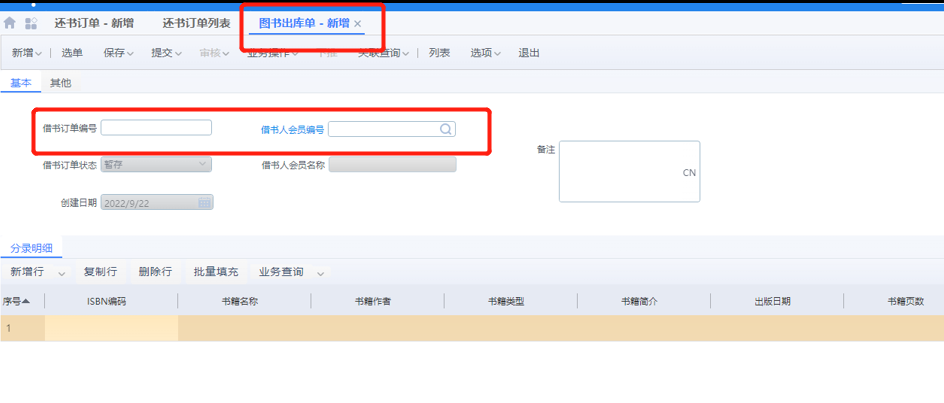 还书订单 - 新增 还书订单列表 图书出库单 - 新增 ×
新增 选单 保存 提交 审核 业务操作 下推 关联查询 列表 选项 退出
基本 其他
借书订单编号 借书人会员编号
备注
借书订单状态 暂存 借书人会员名称
CN
创建日期 2022/9/22
分录明细
新增行 复制行 删除行 批量填充 业务查询
序号 ISBN编码 书籍名称 书籍作者 书籍类型 书籍简介 出版日期 书籍页数
1